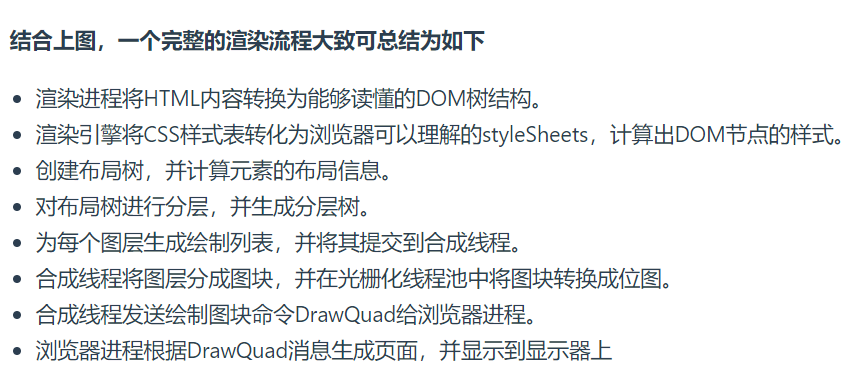 结合上图，一个完整的渲染流程大致可总结为如下
渲染进程将HTML内容转换为能够读懂的DOM树结构。
渲染引擎将CSS样式表转化为浏览器可以理解的styleSheets，计算出DOM节点的样式。
创建布局树，并计算元素的布局信息。
对布局树进行分层，并生成分层树。
为每个图层生成绘制列表，并将其提交到合成线程。
合成线程将图层分成图块，并在光栅化线程池中将图块转换成位图。
合成线程发送绘制图块命令DrawQuad给浏览器进程。
浏览器进程根据DrawQuad消息生成页面，并显示到显示器上